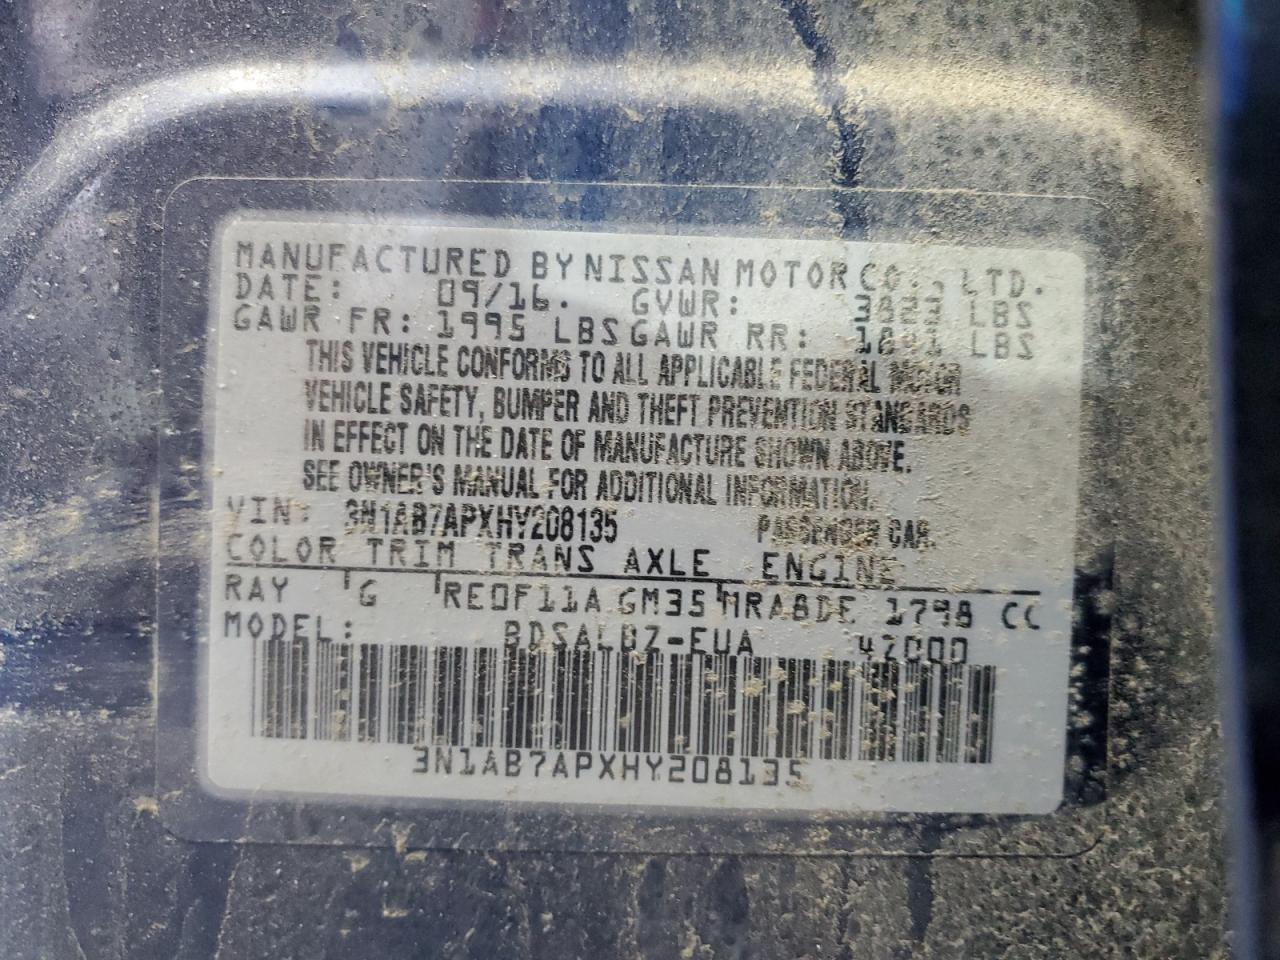 MANUFACTURED BY NISSAN MOTOR CO., LTD.
DATE: 09/16. GVWR: 3823 LBS
GAWR FR: 1995 LBS GAWR RR: 1891 LBS
THIS VEHICLE CONFORMS TO ALL APPLICABLE FEDERAL MOTOR
VEHICLE SAFETY, BUMPER AND THEFT PREVENTION STANDARDS
IN EFFECT ON THE DATE OF MANUFACTURE SHOWN ABOVE.
SEE OWNER'S MANUAL FOR ADDITIONAL INFORMATION.
VIN: 3N1AB7APXHY208135 PASSENGER CAR.
COLOR TRIM TRANS AXLE ENGINE
RAY G RE0F11A GM35 MRA8DE 1798 CC
MODEL: BDSALBZ-EUA 42000
3N1AB7APXHY208135